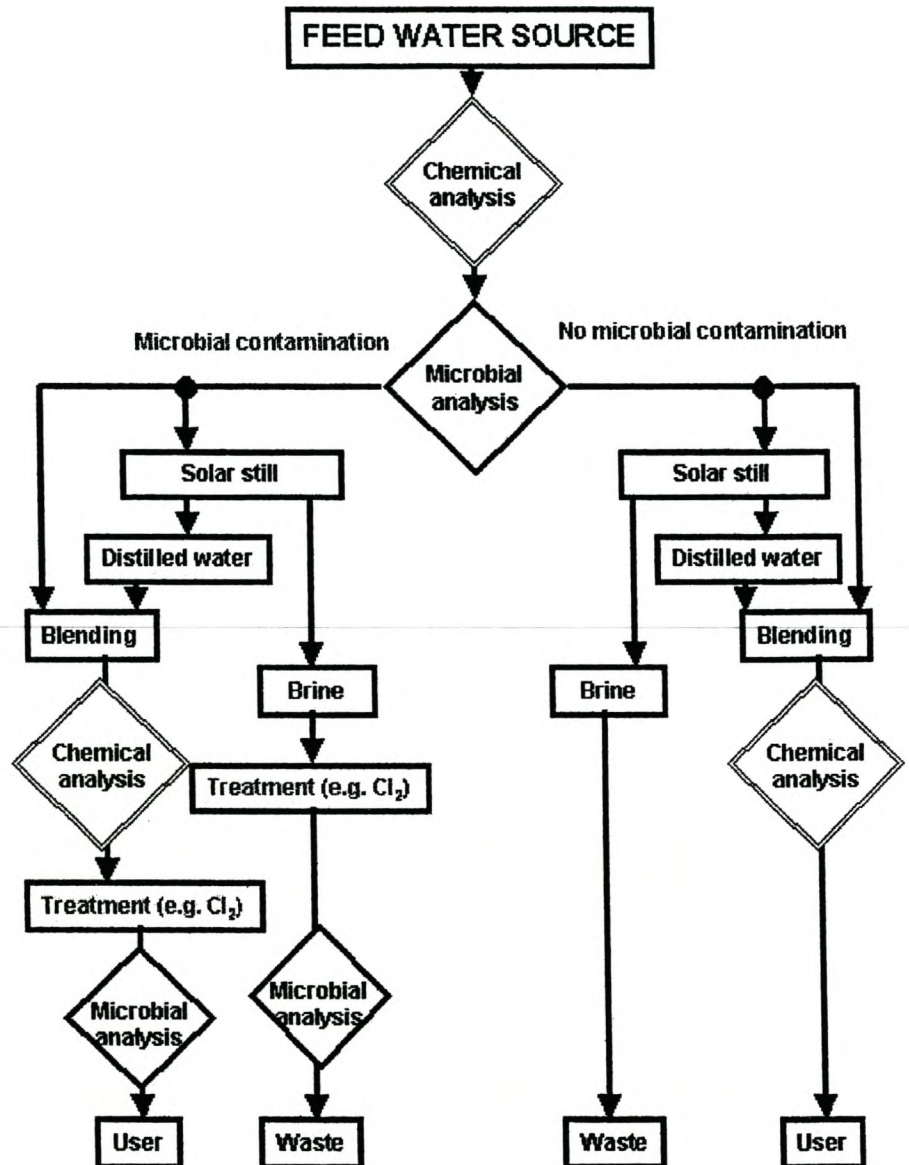 FEED WATER SOURCE
Chemical
analysis
Microbial contamination
No microbial contamination
Microbial
analysis
Solar still
Solar still
Distilled water
Distilled water
Blending
Blending
Brine
Brine
Chemical
analysis
Chemical
analysis
Treatment (e.g. Cl₂)
Treatment (e.g. Cl₂)
Microbial
analysis
Microbial
analysis
User
Waste
Waste
User